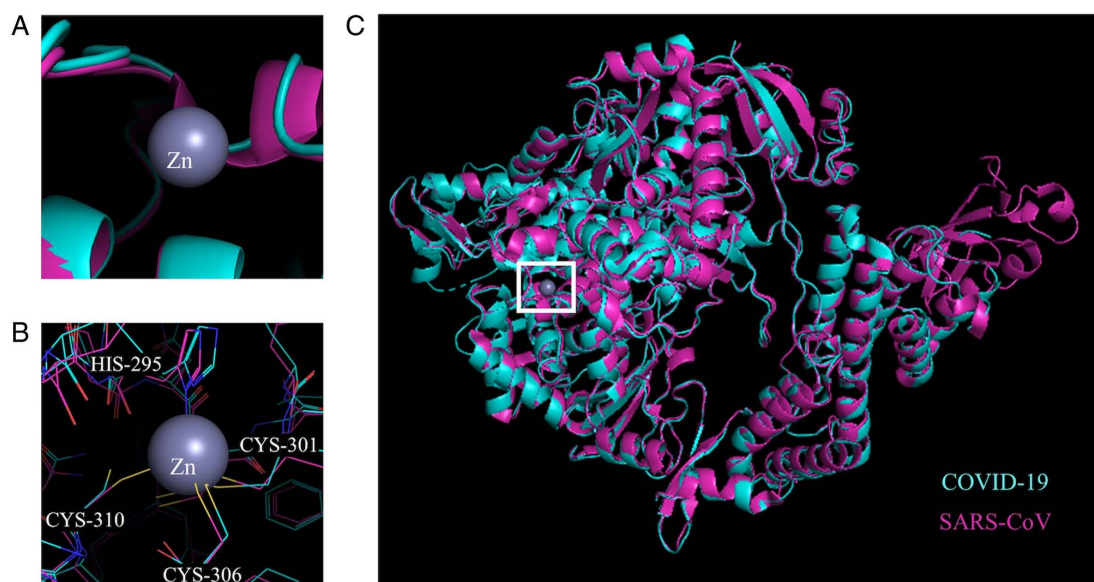 A
Zn
B
HIS-295
Zn
CYS-301
CYS-310
CYS-306
C
COVID-19
SARS-CoV